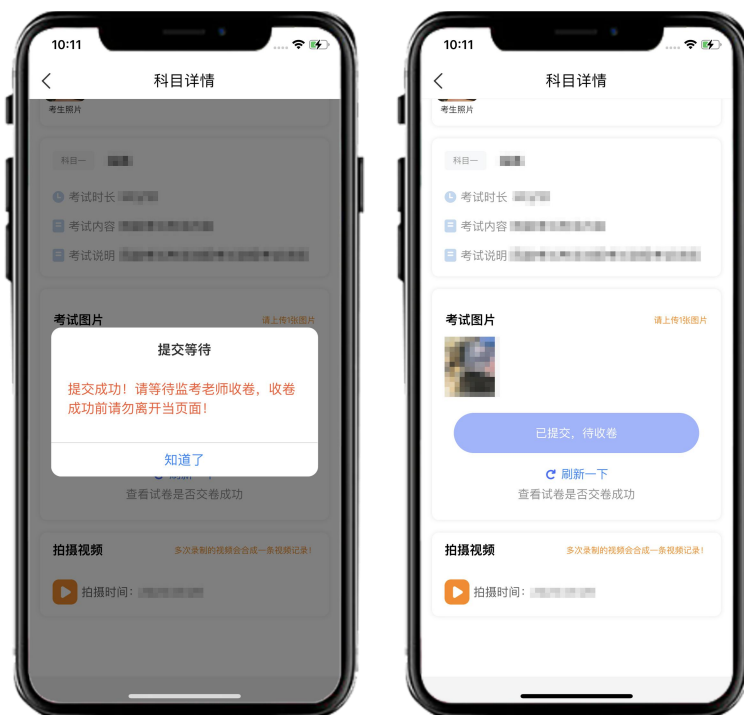 10:11
科目详情
考生照片
科目一
考试时长
考试内容
考试说明
考试图片
请上传1张图片
提交等待
提交成功！请等待监考老师收卷，收卷
成功前请勿离开当页面！
知道了
刷新一下
查看试卷是否交卷成功
拍摄视频
多次录制的视频会合成一条视频记录！
拍摄时间：
10:11
科目详情
考生照片
科目一
考试时长
考试内容
考试说明
考试图片
请上传1张图片
已提交，待收卷
刷新一下
查看试卷是否交卷成功
拍摄视频
多次录制的视频会合成一条视频记录！
拍摄时间：